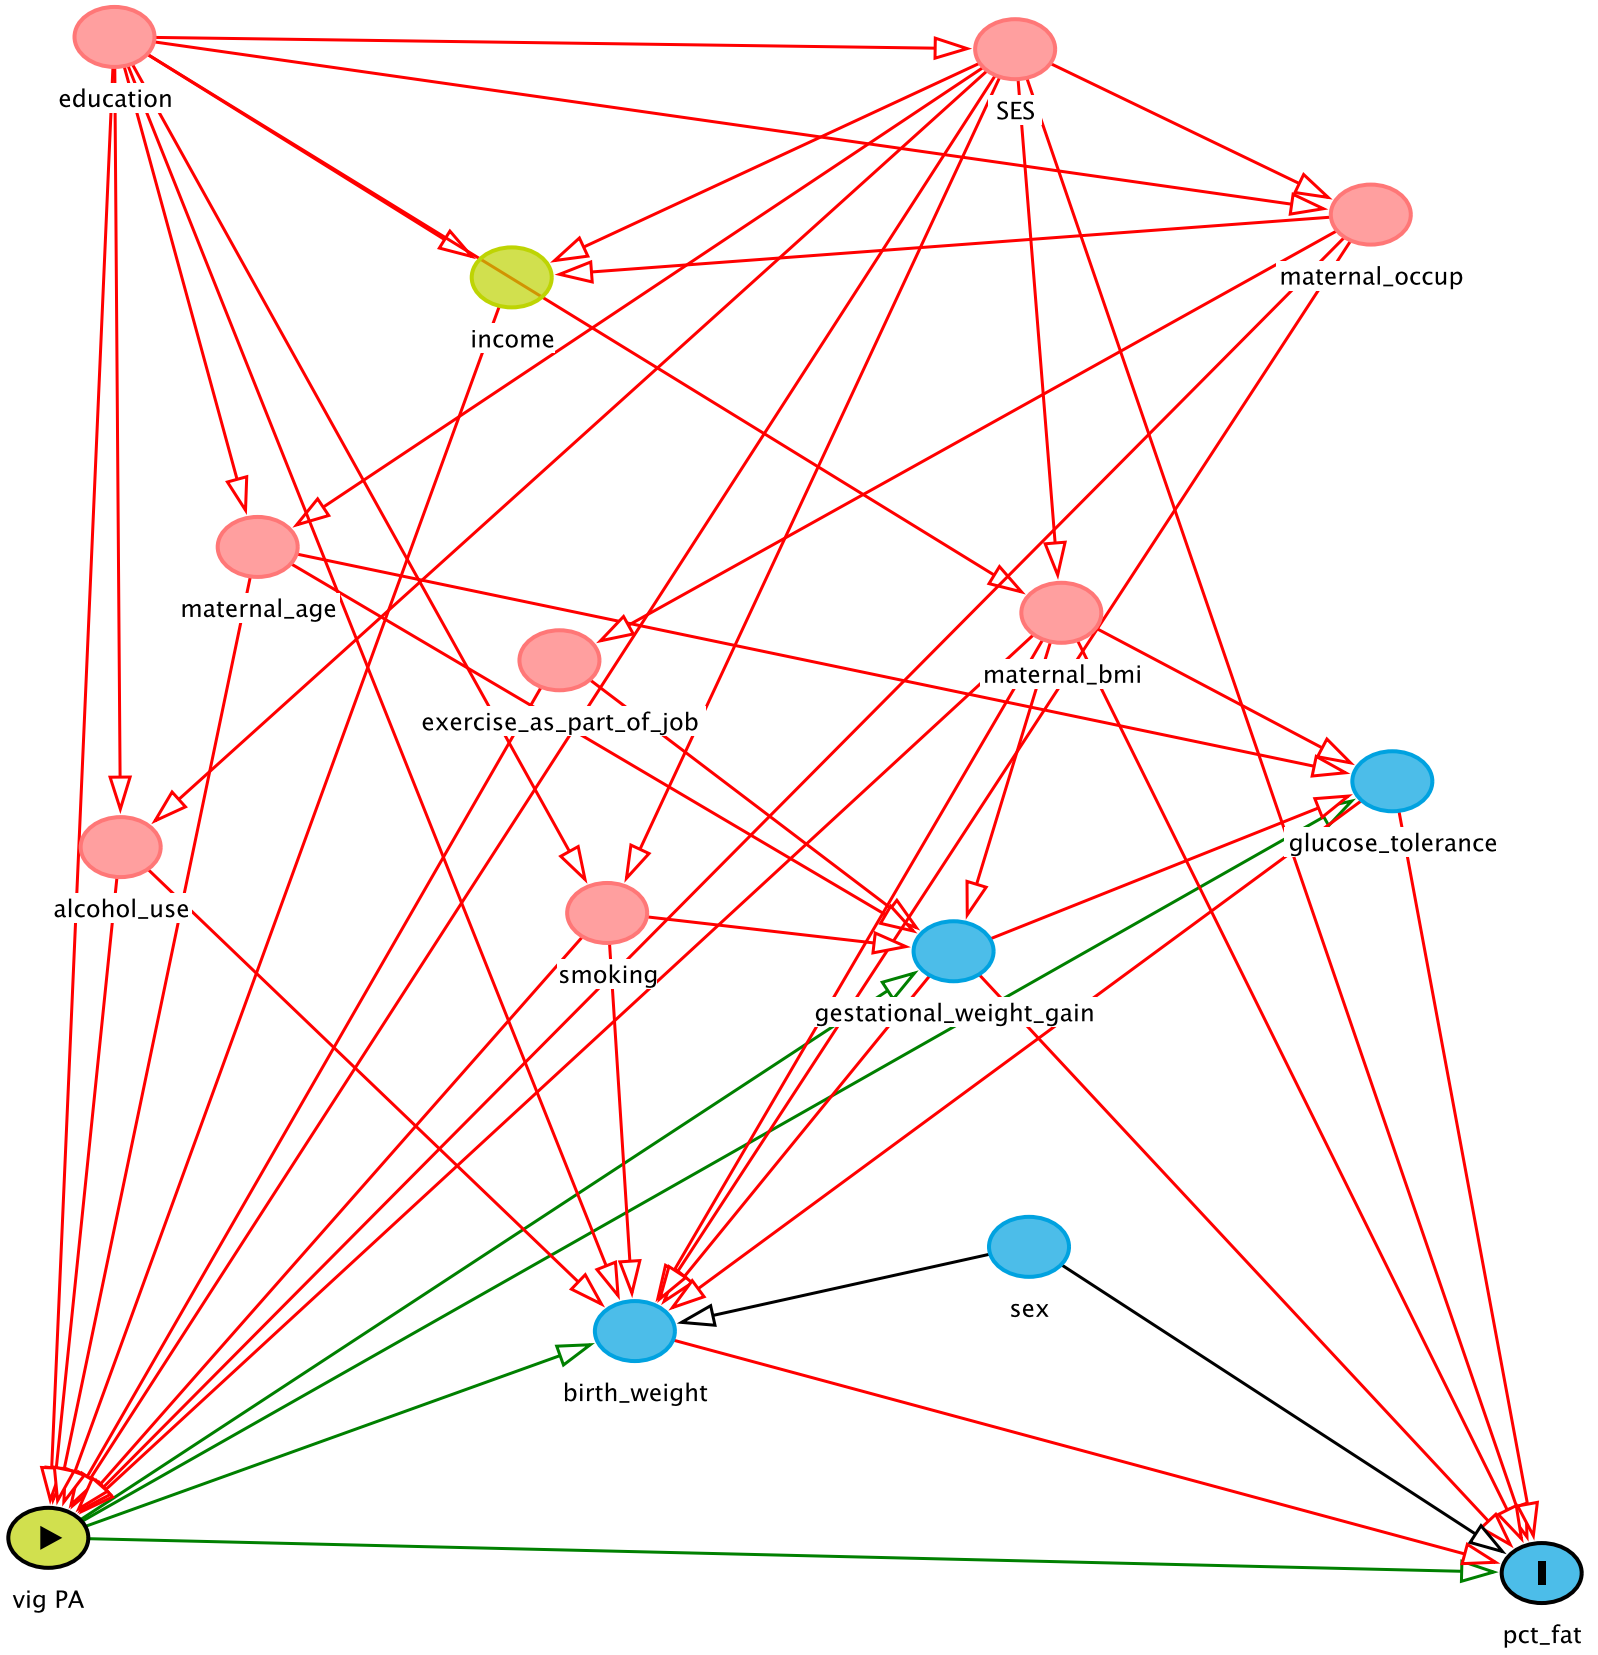 education
SES
maternal_occup
income
maternal_age
maternal_bmi
exercise_as_part_of_job
glucose_tolerance
alcohol_use
smoking
gestational_weight_gain
sex
birth_weight
vig PA
pct_fat